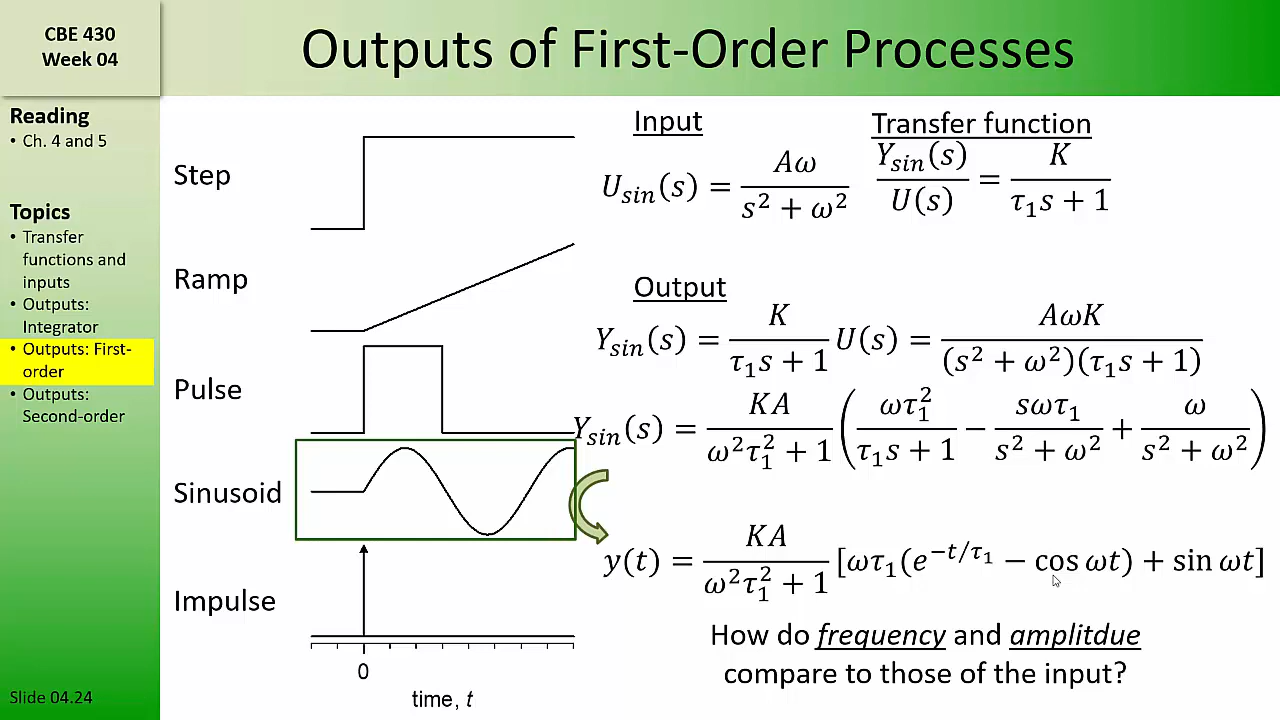 CBE 430
Week 04
Outputs of First-Order Processes
Reading
• Ch. 4 and 5
Topics
• Transfer
functions and
inputs
• Outputs:
Integrator
• Outputs: First-
order
• Outputs:
Second-order
Slide 04.24
Step
Ramp
Pulse
Sinusoid
Impulse
0
time, t
Input
U_sin(s) = Aω / (s² + ω²)
Transfer function
Y_sin(s) / U(s) = K / (τ₁s + 1)
Output
Y_sin(s) = K / (τ₁s + 1) U(s) = AωK / ((s² + ω²)(τ₁s + 1))
Y_sin(s) = KA / (ω²τ₁² + 1) (ωτ₁² / (τ₁s + 1) − sωτ₁ / (s² + ω²) + ω / (s² + ω²))
y(t) = KA / (ω²τ₁² + 1) [ωτ₁(e^(−t/τ₁) − cos ωt) + sin ωt]
How do frequency and amplitdue
compare to those of the input?